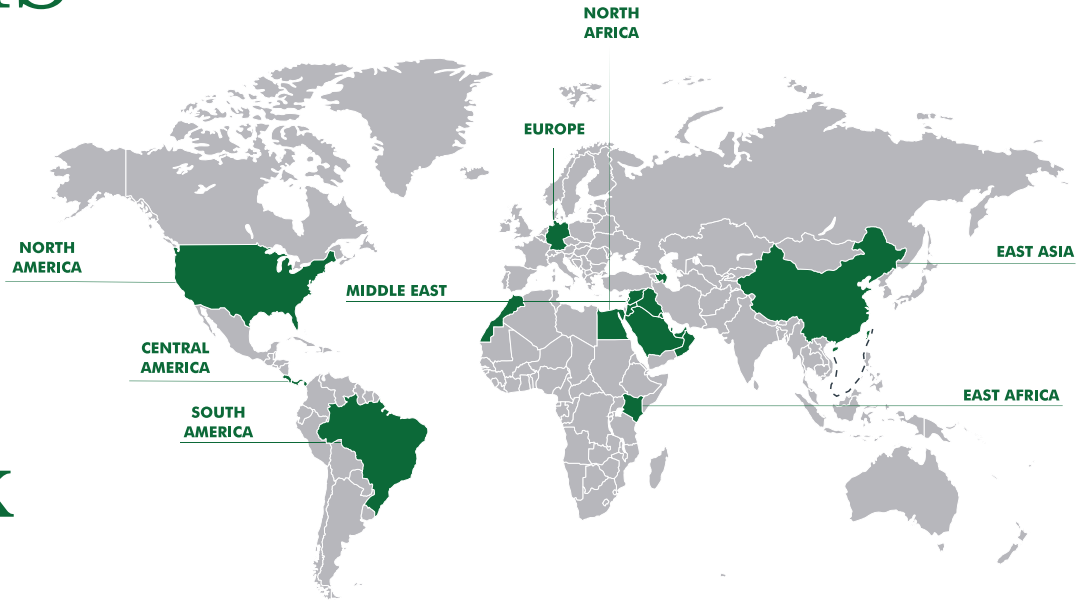 NORTH
AFRICA
EUROPE
NORTH
AMERICA
EAST ASIA
MIDDLE EAST
CENTRAL
AMERICA
EAST AFRICA
SOUTH
AMERICA